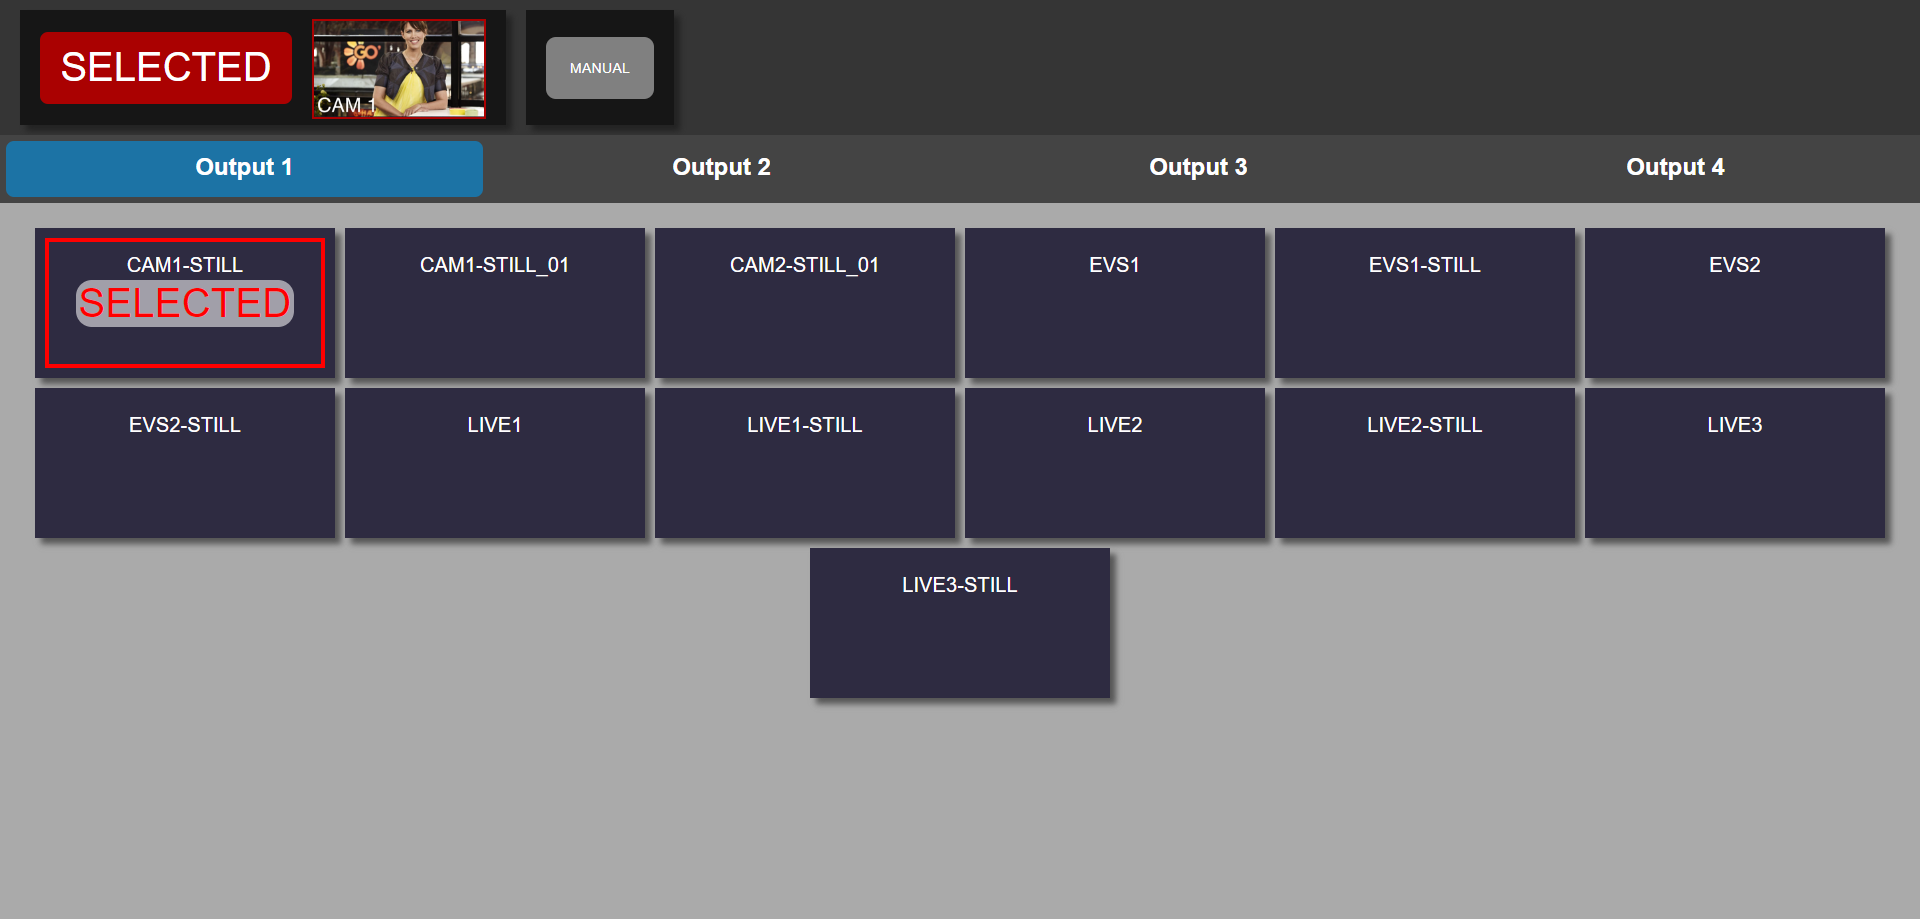 SELECTED
GO
CAM 1
MANUAL
Output 1
Output 2
Output 3
Output 4
CAM1-STILL
SELECTED
CAM1-STILL_01
CAM2-STILL_01
EVS1
EVS1-STILL
EVS2
EVS2-STILL
LIVE1
LIVE1-STILL
LIVE2
LIVE2-STILL
LIVE3
LIVE3-STILL